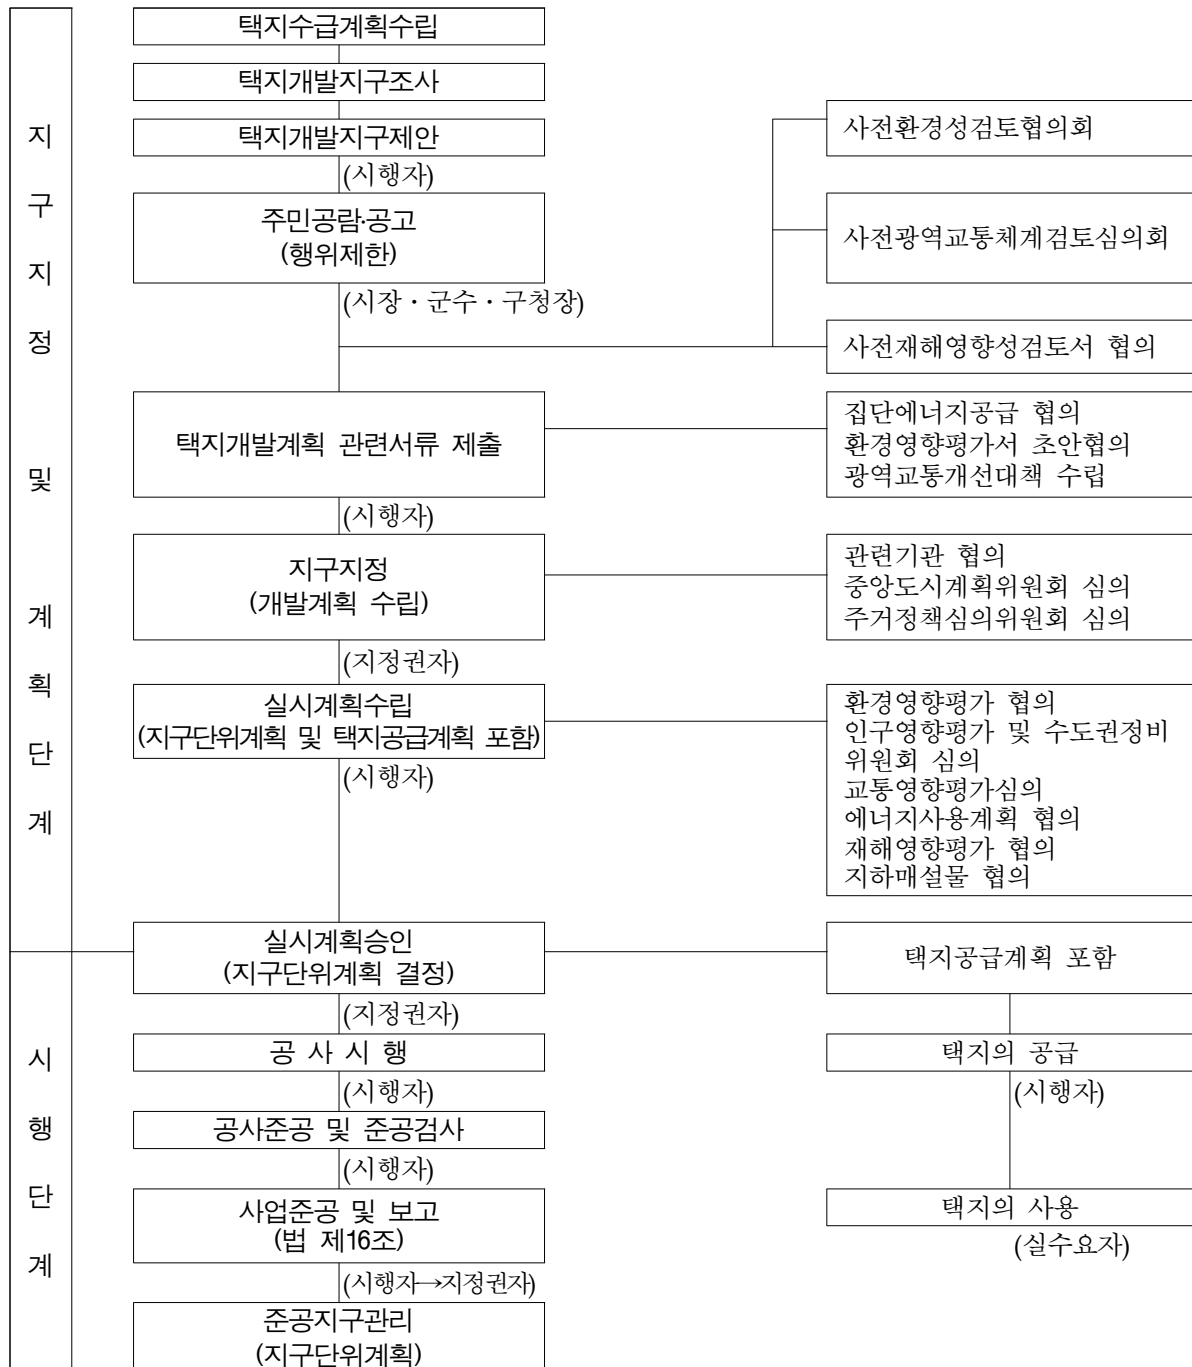 지구지정 및 계획단계
택지수급계획수립
택지개발지구조사
택지개발지구제안
(시행자)
주민공람·공고
(행위제한)
(시장·군수·구청장)
사전환경성검토협의회
사전광역교통체계검토심의회
사전재해영향성검토서 협의
택지개발계획 관련서류 제출
(시행자)
집단에너지공급 협의
환경영향평가서 초안협의
광역교통개선대책 수립
지구지정
(개발계획 수립)
(지정권자)
관련기관 협의
중앙도시계획위원회 심의
주거정책심의위원회 심의
실시계획수립
(지구단위계획 및 택지공급계획 포함)
(시행자)
환경영향평가 협의
인구영향평가 및 수도권정비
위원회 심의
교통영향평가심의
에너지사용계획 협의
재해영향평가 협의
지하매설물 협의
시행단계
실시계획승인
(지구단위계획 결정)
(지정권자)
택지공급계획 포함
공 사 시 행
(시행자)
택지의 공급
(시행자)
공사준공 및 준공검사
(시행자)
사업준공 및 보고
(법 제16조)
(시행자→지정권자)
택지의 사용
(실수요자)
준공지구관리
(지구단위계획)